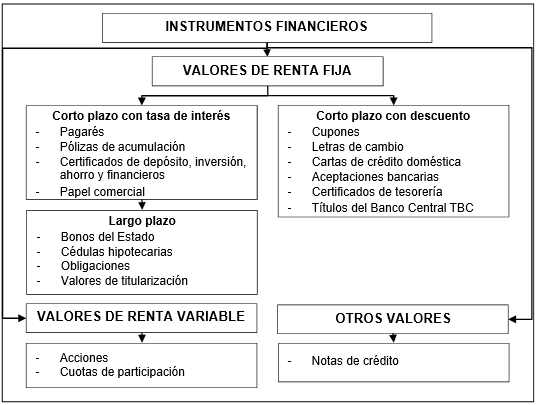 INSTRUMENTOS FINANCIEROS
VALORES DE RENTA FIJA
Corto plazo con tasa de interés
- Pagarés
- Pólizas de acumulación
- Certificados de depósito, inversión,
ahorro y financieros
- Papel comercial
Corto plazo con descuento
- Cupones
- Letras de cambio
- Cartas de crédito doméstica
- Aceptaciones bancarias
- Certificados de tesorería
- Títulos del Banco Central TBC
Largo plazo
- Bonos del Estado
- Cédulas hipotecarias
- Obligaciones
- Valores de titularización
VALORES DE RENTA VARIABLE
- Acciones
- Cuotas de participación
OTROS VALORES
- Notas de crédito